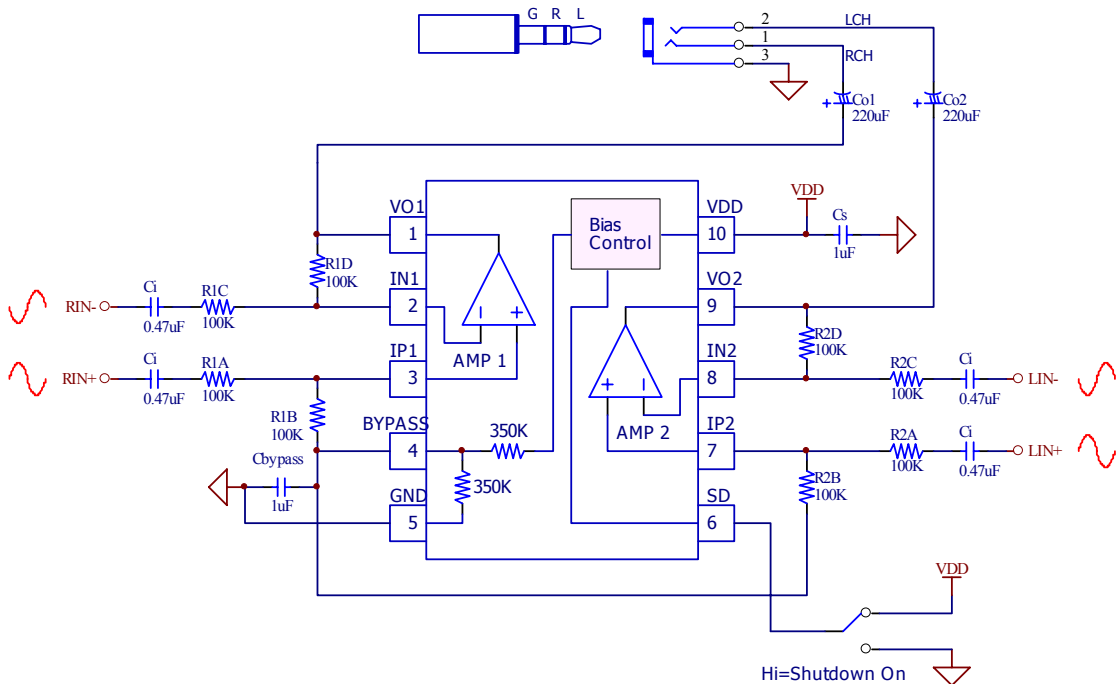 G R L
2
LCH
1
RCH
3
Co1
220uF
Co2
220uF
VDD
Cs
1uF
VO1
1
Bias
Control
VDD
10
R1D
100K
IN1
2
VO2
9
RIN-
Ci
0.47uF
R1C
100K
AMP 1
R2D
100K
IP1
3
IN2
8
RIN+
Ci
0.47uF
R1A
100K
R2C
100K
Ci
0.47uF
LIN-
R1B
100K
BYPASS
4
350K
350K
AMP 2
IP2
7
R2A
100K
Ci
0.47uF
LIN+
Cbypass
1uF
R2B
100K
GND
5
SD
6
VDD
Hi=Shutdown On